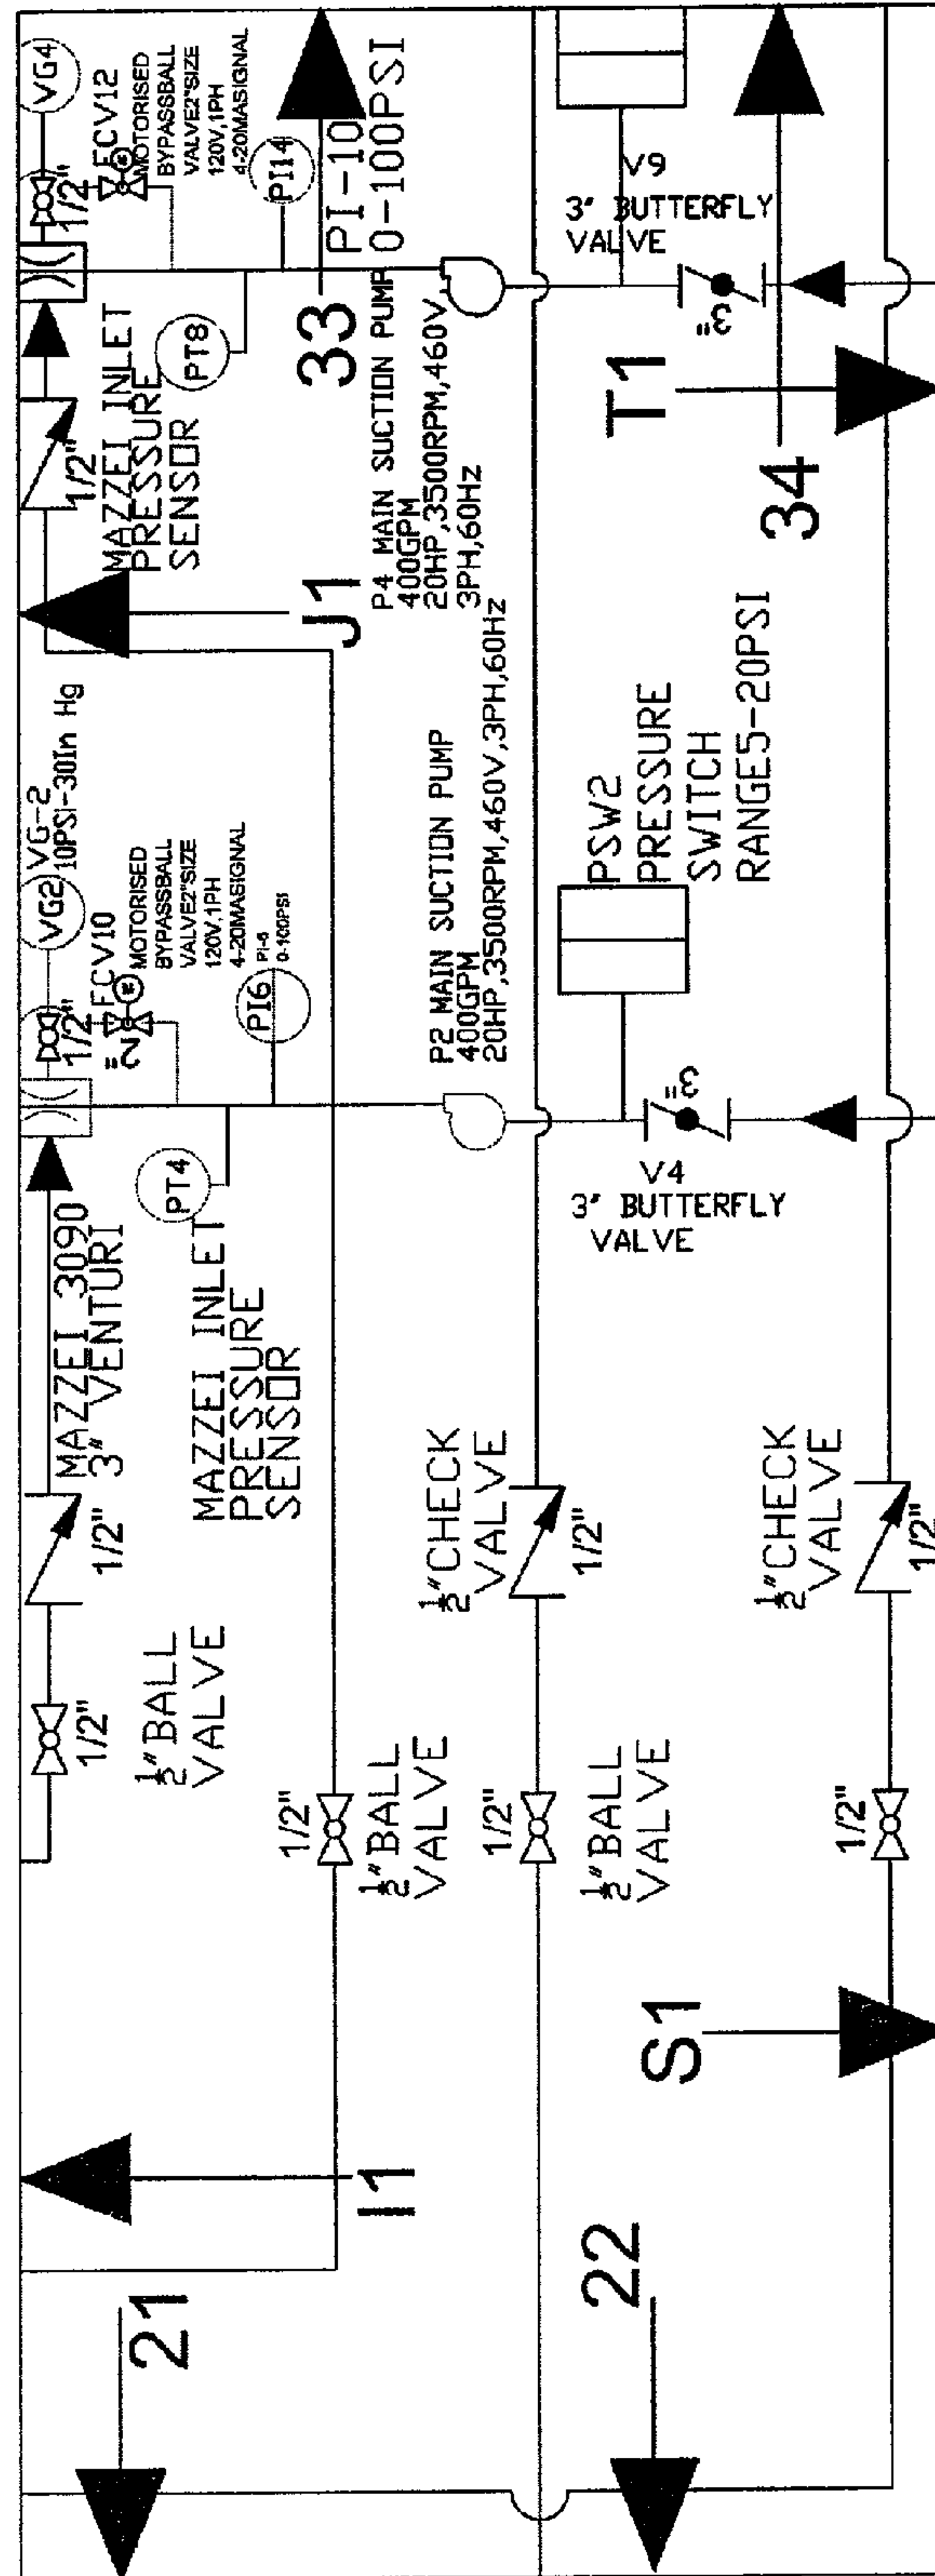 VG4
FCV12
MOTORISED
BYPASSBALL
VALVE2"SIZE
120V,1PH
4-20MASIGNAL
1/2"
PI14
33
PI-10
0-100PSI
PT8
MAZZEI INLET
PRESSURE
SENSOR
1/2"
J1
P4 MAIN SUCTION PUMP
400GPM
20HP,3500RPM,460V,
3PH,60Hz
V9
3" BUTTERFLY
VALVE
3"
T1
34
VG2
VG-2
10PSI-30In Hg
FCV10
MOTORISED
BYPASSBALL
VALVE2"SIZE
120V,1PH
4-20MASIGNAL
1/2"
2"
PI6
PI-6
0-100PSI
PT4
MAZZEI 3090
3" VENTURI
MAZZEI INLET
PRESSURE
SENSOR
P2 MAIN SUCTION PUMP
400GPM
20HP,3500RPM,460V,3PH,60Hz
PSW2
PRESSURE
SWITCH
RANGE5-20PSI
3"
V4
3" BUTTERFLY
VALVE
1/2"
1/2"
½"BALL
VALVE
½"CHECK
VALVE
1/2"
½"CHECK
VALVE
1/2"
1/2"
½"BALL
VALVE
1/2"
½"BALL
VALVE
1/2"
I1
21
S1
22